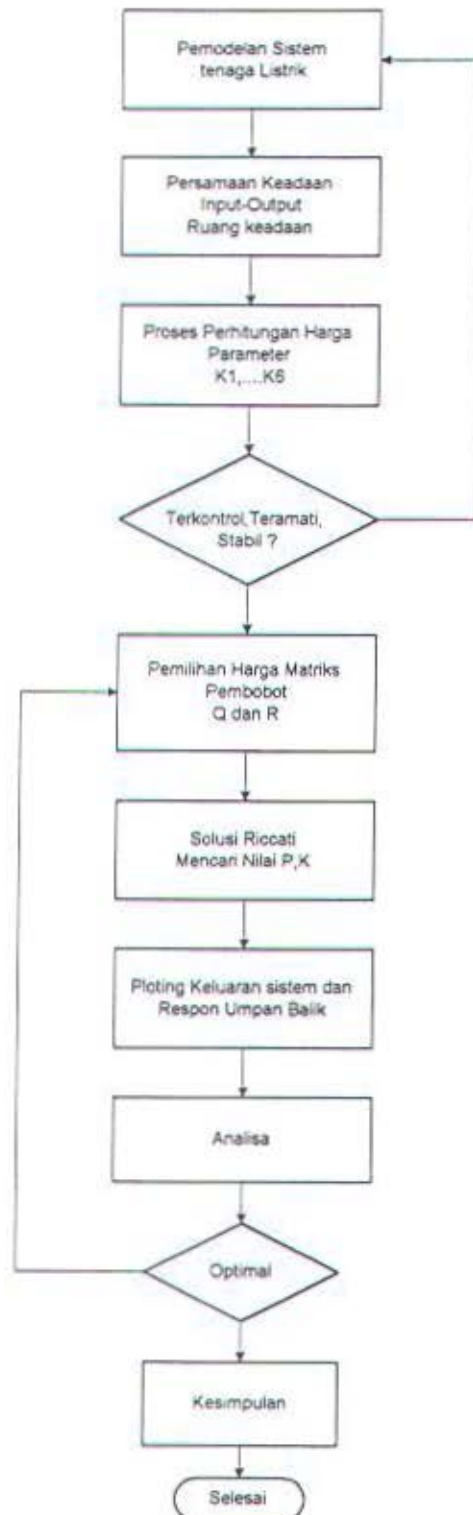 Pemodelan Sistem
tenaga Listrik
Persamaan Keadaan
Input-Output
Ruang keadaan
Proses Perhitungan Harga
Parameter
K1,....K6
Terkontrol,Teramati,
Stabil ?
Pemilihan Harga Matriks
Pembobot
Q dan R
Solusi Riccati
Mencari Nilai P,K
Ploting Keluaran sistem dan
Respon Umpan Balik
Analisa
Optimal
Kesimpulan
Selesai